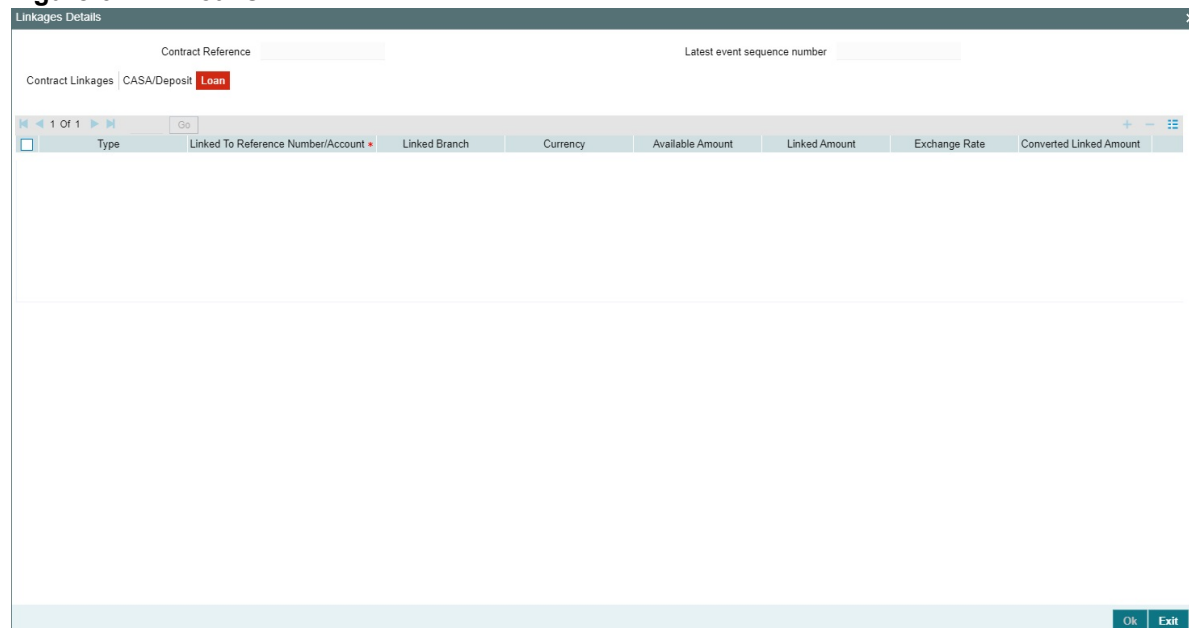 Linkages Details
Contract Reference
Latest event sequence number
Contract Linkages CASA/Deposit Loan
1 Of 1 Go
Type Linked To Reference Number/Account * Linked Branch Currency Available Amount Linked Amount Exchange Rate Converted Linked Amount
Ok Exit